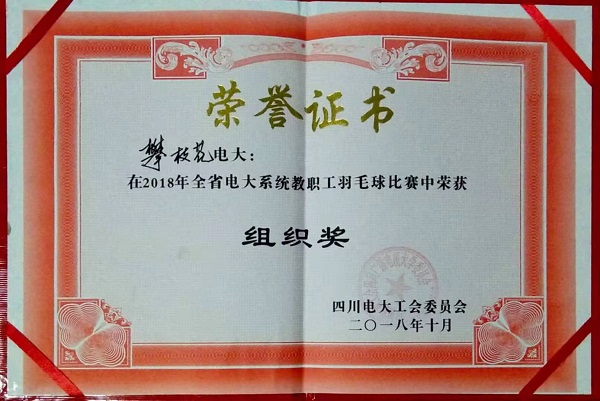 荣誉证书
攀枝花电大：
在2018年全省电大系统教职工羽毛球比赛中荣获
组织奖
四川电大工会委员会
二〇一八年十月